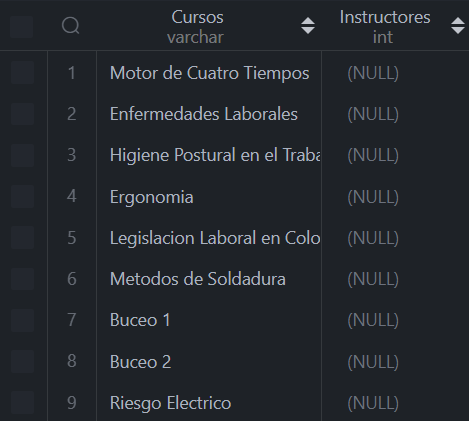 Cursos Instructores
varchar int
1 Motor de Cuatro Tiempos (NULL)
2 Enfermedades Laborales (NULL)
3 Higiene Postural en el Traba (NULL)
4 Ergonomia (NULL)
5 Legislacion Laboral en Colo (NULL)
6 Metodos de Soldadura (NULL)
7 Buceo 1 (NULL)
8 Buceo 2 (NULL)
9 Riesgo Electrico (NULL)